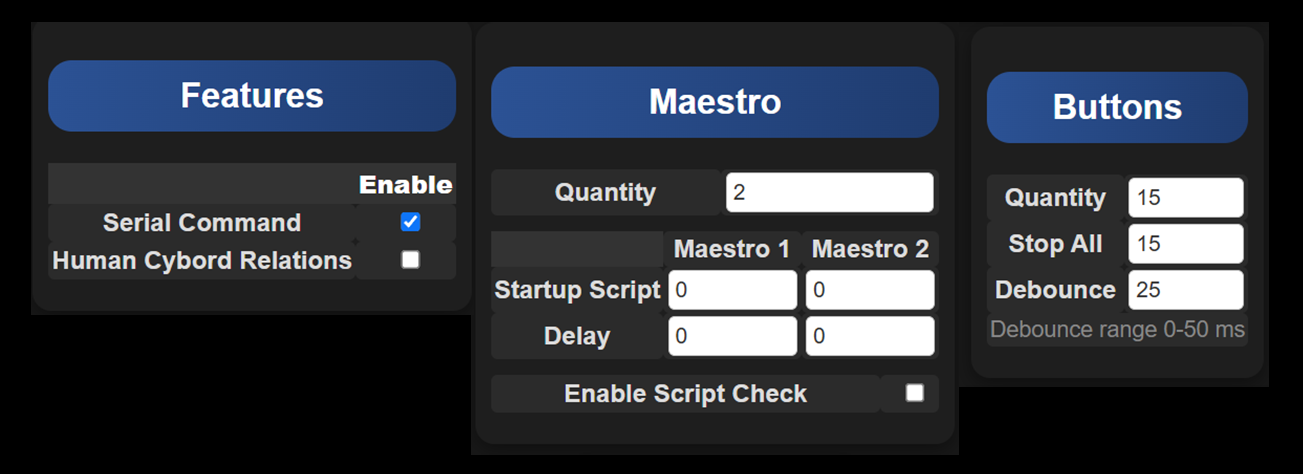 Features
Enable
Serial Command
Human Cybord Relations
Maestro
Quantity 2
Maestro 1 Maestro 2
Startup Script 0 0
Delay 0 0
Enable Script Check
Buttons
Quantity 15
Stop All 15
Debounce 25
Debounce range 0-50 ms